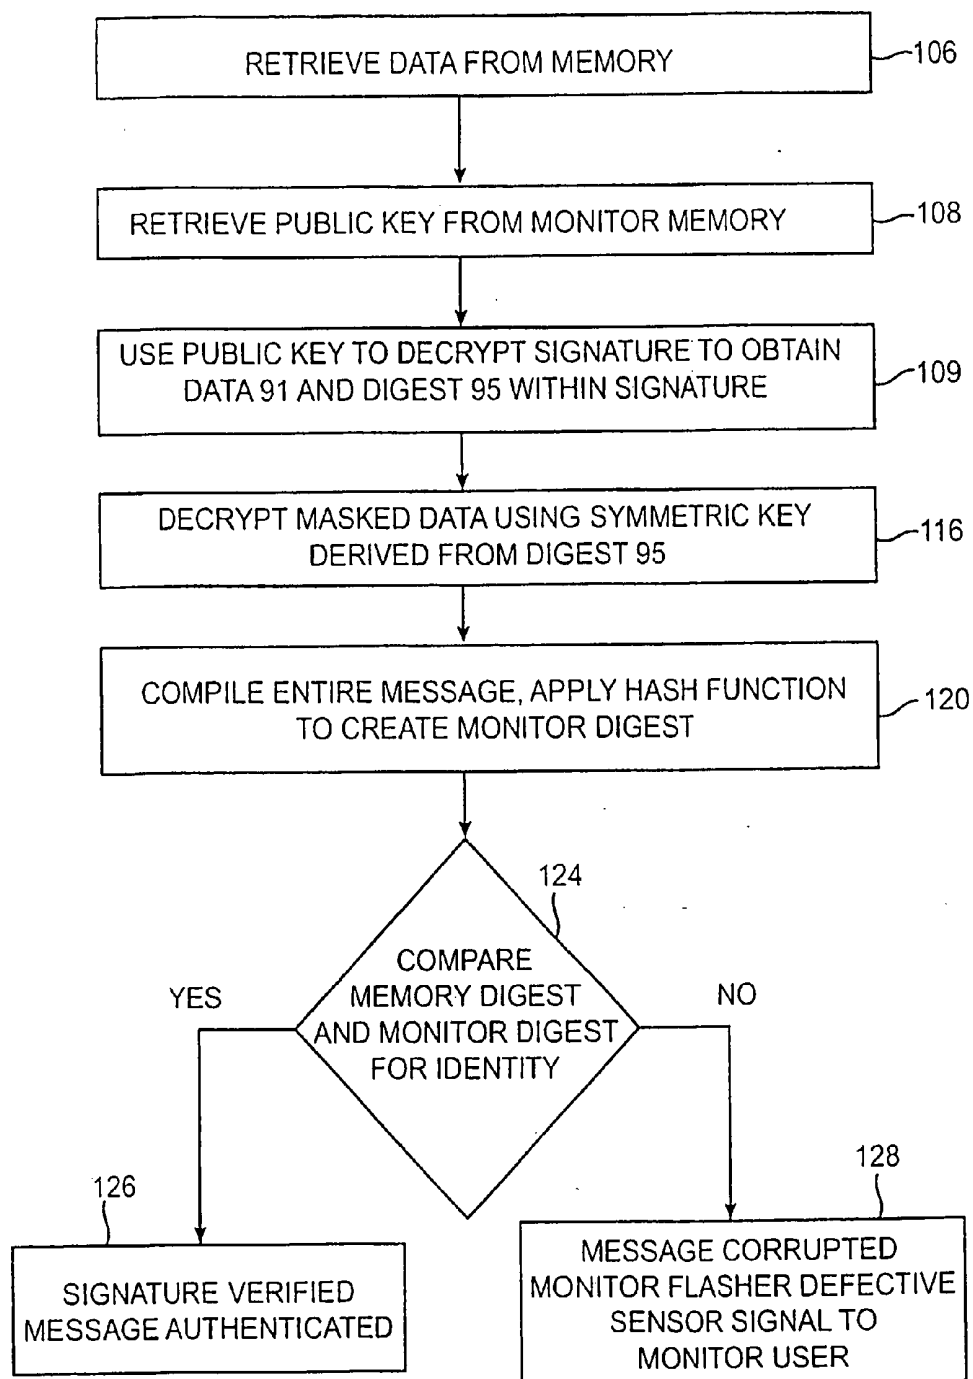 RETRIEVE DATA FROM MEMORY
106
RETRIEVE PUBLIC KEY FROM MONITOR MEMORY
108
USE PUBLIC KEY TO DECRYPT SIGNATURE TO OBTAIN
DATA 91 AND DIGEST 95 WITHIN SIGNATURE
109
DECRYPT MASKED DATA USING SYMMETRIC KEY
DERIVED FROM DIGEST 95
116
COMPILE ENTIRE MESSAGE, APPLY HASH FUNCTION
TO CREATE MONITOR DIGEST
120
124
COMPARE
MEMORY DIGEST
AND MONITOR DIGEST
FOR IDENTITY
YES
NO
126
SIGNATURE VERIFIED
MESSAGE AUTHENTICATED
128
MESSAGE CORRUPTED
MONITOR FLASHER DEFECTIVE
SENSOR SIGNAL TO
MONITOR USER